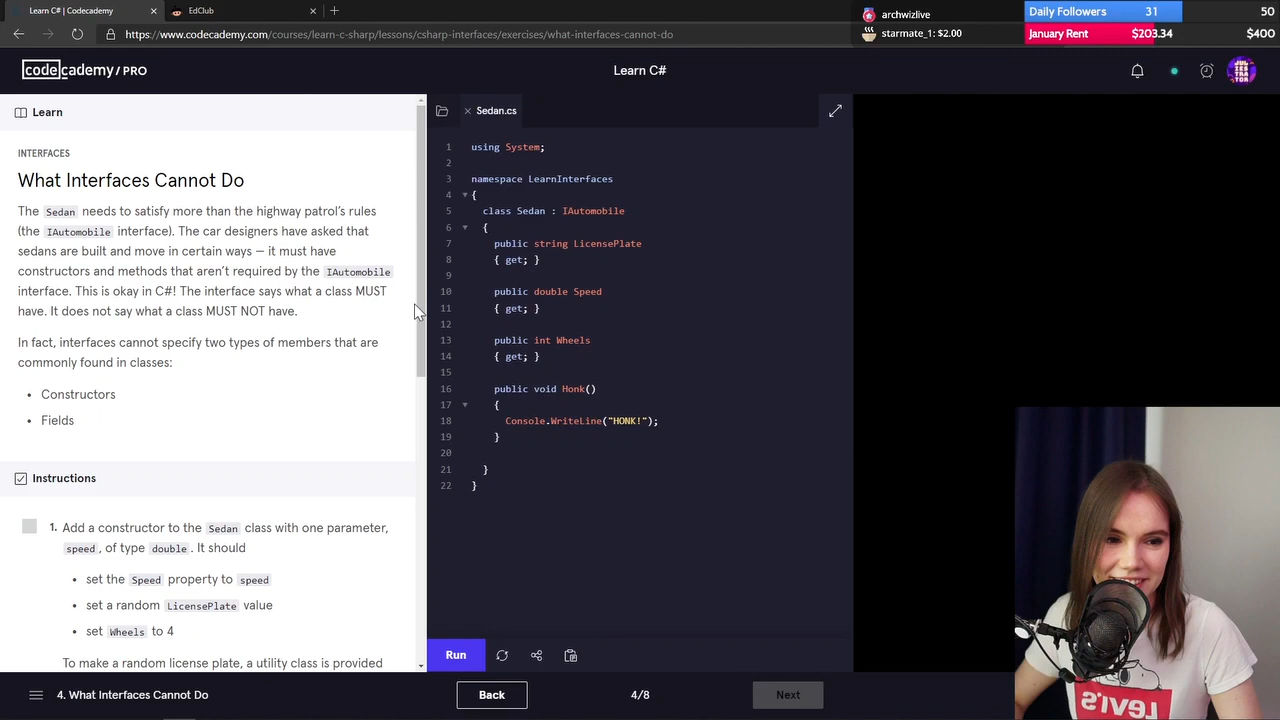 Learn C# | Codecademy
EdClub
https://www.codecademy.com/courses/learn-c-sharp/lessons/csharp-interfaces/exercises/what-interfaces-cannot-do
archwizlive
starmate_1: $2.00
Daily Followers 31 50
January Rent $203.34 $400
codecademy/PRO
Learn C#
Learn
INTERFACES
What Interfaces Cannot Do
The Sedan needs to satisfy more than the highway patrol's rules
(the IAutomobile interface). The car designers have asked that
sedans are built and move in certain ways — it must have
constructors and methods that aren't required by the IAutomobile
interface. This is okay in C#! The interface says what a class MUST
have. It does not say what a class MUST NOT have.
In fact, interfaces cannot specify two types of members that are
commonly found in classes:
• Constructors
• Fields
Instructions
1. Add a constructor to the Sedan class with one parameter,
speed, of type double. It should
• set the Speed property to speed
• set a random LicensePlate value
• set Wheels to 4
To make a random license plate, a utility class is provided
Sedan.cs
1 using System;
2
3 namespace LearnInterfaces
4 {
5 class Sedan : IAutomobile
6 {
7 public string LicensePlate
8 { get; }
9
10 public double Speed
11 { get; }
12
13 public int Wheels
14 { get; }
15
16 public void Honk()
17 {
18 Console.WriteLine("HONK!");
19 }
20
21 }
22 }
Run
4. What Interfaces Cannot Do
Back
4/8
Next
LEVI'S